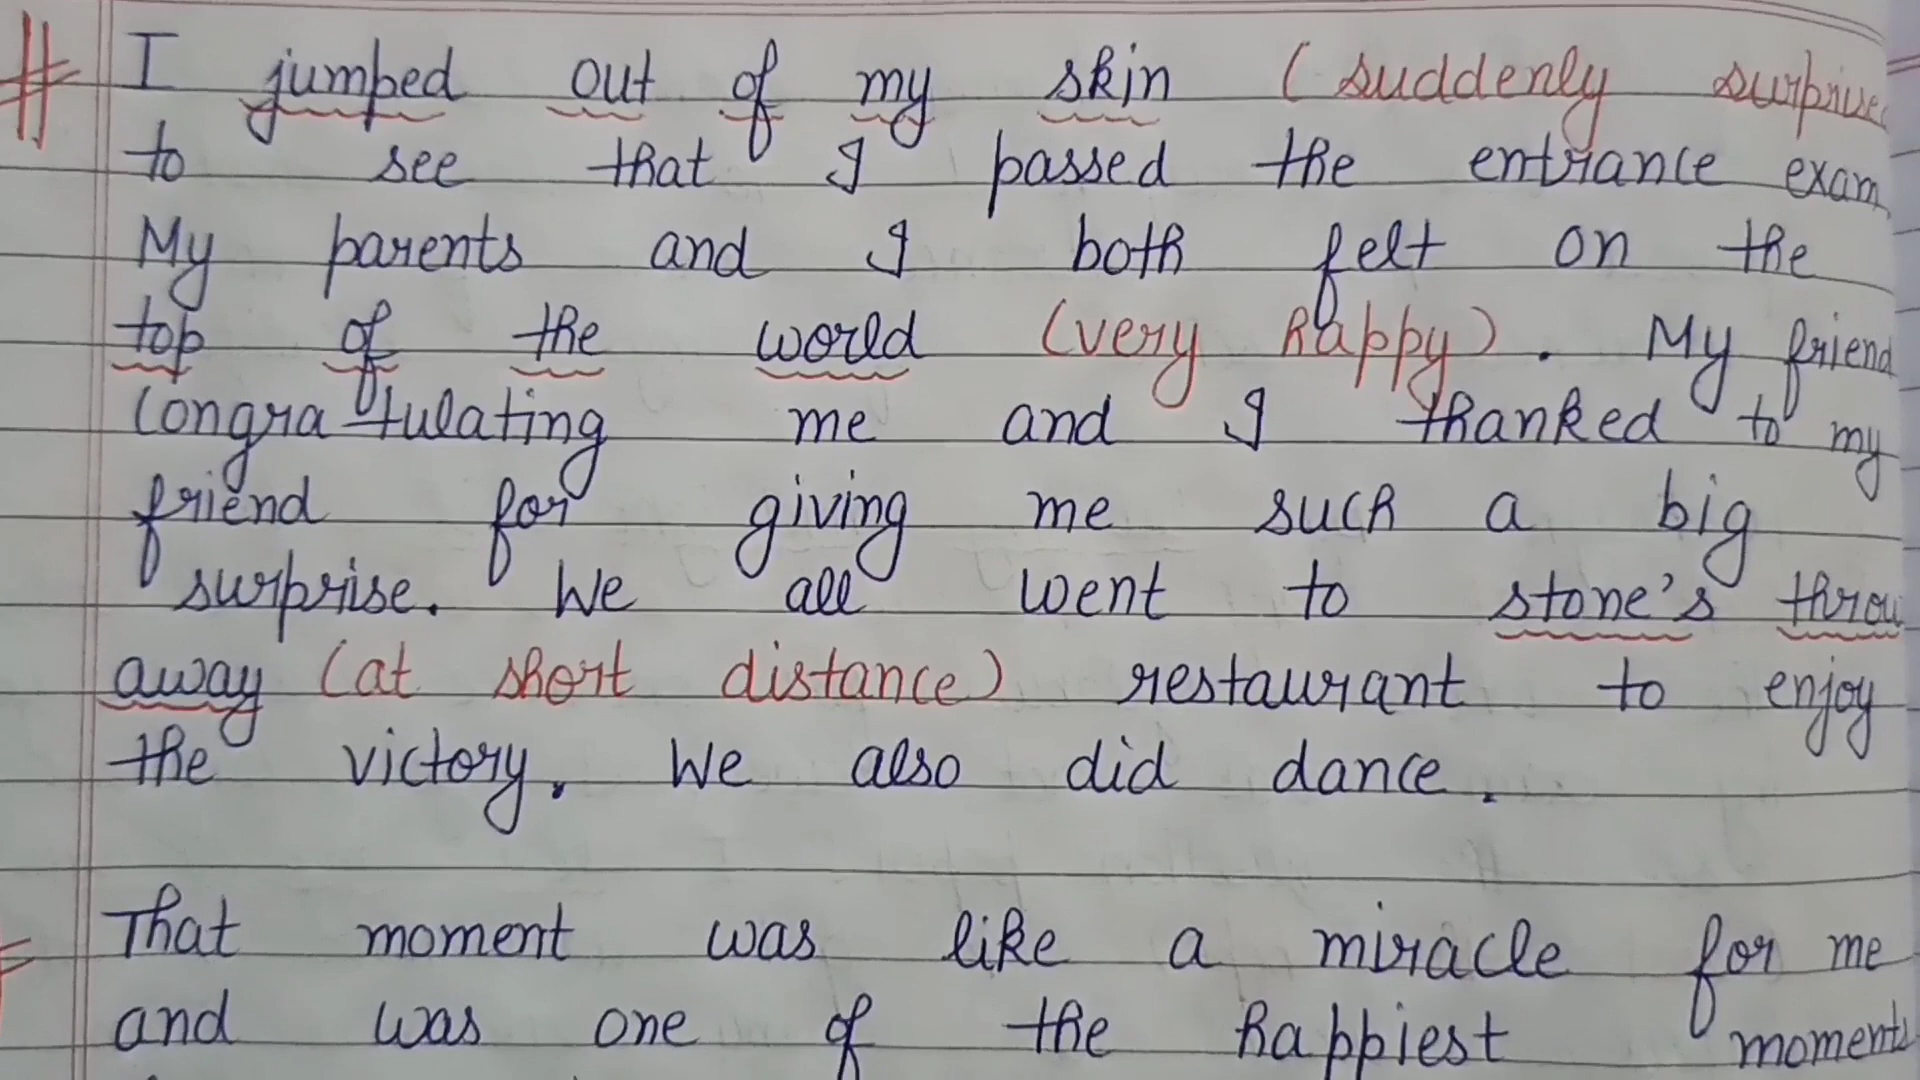 # I jumped out of my skin (suddenly surprise
to see that I passed the entrance exam
My parents and I both felt on the
top of the world (very happy). My friend
Congratulating me and I thanked to my
friend for giving me such a big
surprise. We all went to stone's throw
away (at short distance) restaurant to enjoy
the victory. We also did dance.
That moment was like a miracle for me
and was one of the happiest moments